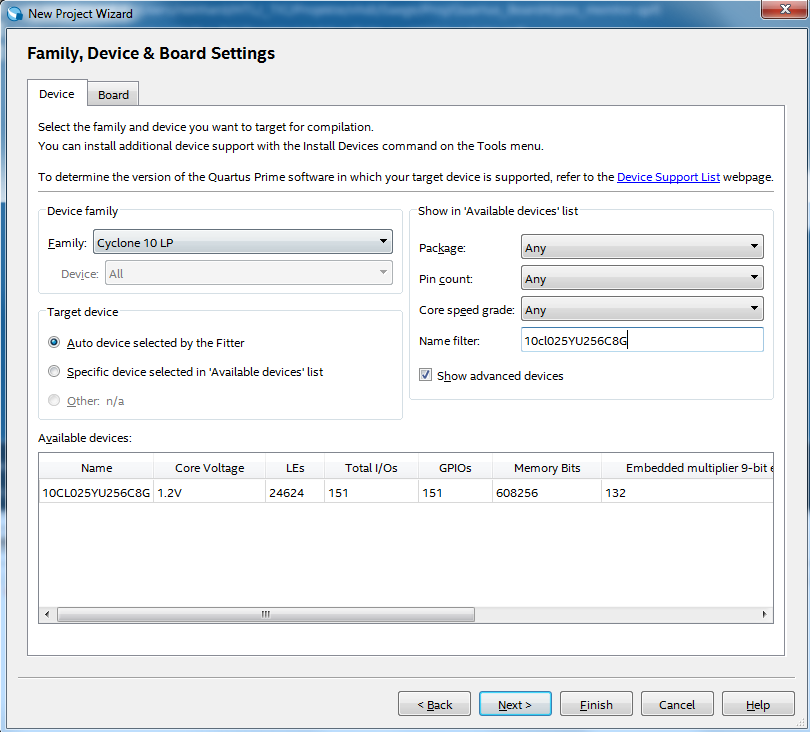 New Project Wizard
Family, Device & Board Settings
Device Board
Select the family and device you want to target for compilation.
You can install additional device support with the Install Devices command on the Tools menu.
To determine the version of the Quartus Prime software in which your target device is supported, refer to the Device Support List webpage.
Device family
Family: Cyclone 10 LP
Device: All
Target device
Auto device selected by the Fitter
Specific device selected in 'Available devices' list
Other: n/a
Show in 'Available devices' list
Package: Any
Pin count: Any
Core speed grade: Any
Name filter: 10cl025YU256C8G
Show advanced devices
Available devices:
Name Core Voltage LEs Total I/Os GPIOs Memory Bits Embedded multiplier 9-bit e
10CL025YU256C8G 1.2V 24624 151 151 608256 132
< Back Next > Finish Cancel Help